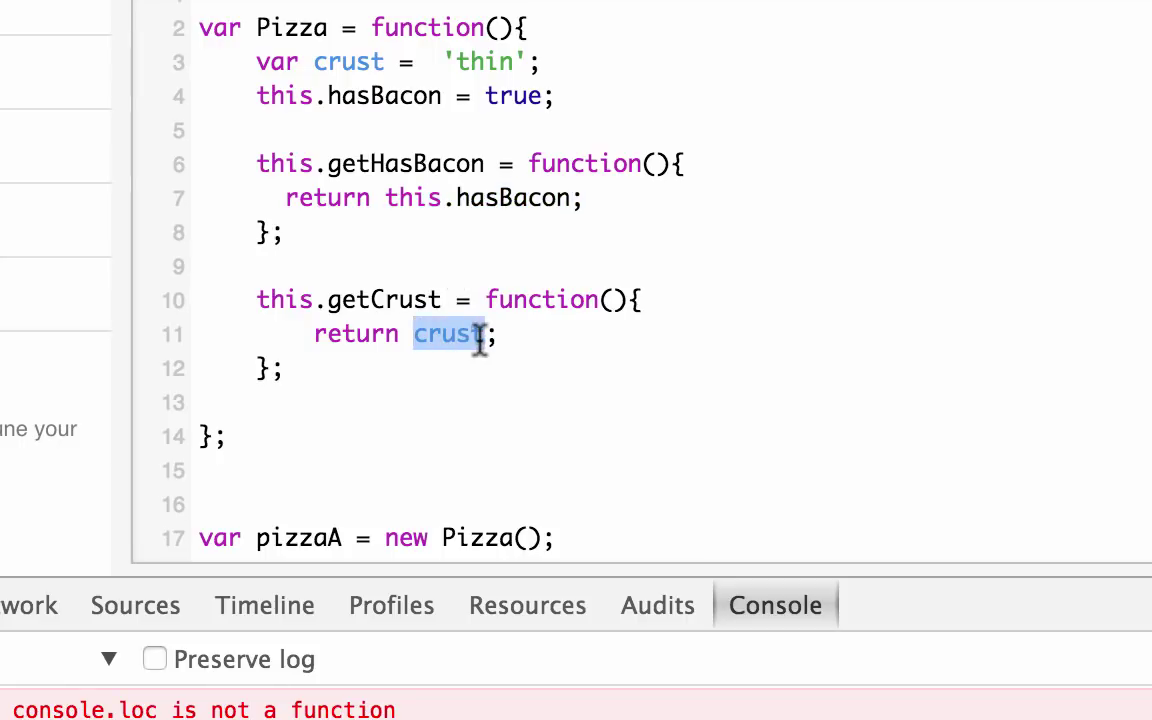 2 var Pizza = function(){
3 var crust =  'thin';
4 this.hasBacon = true;
5
6 this.getHasBacon = function(){
7 return this.hasBacon;
8 };
9
10 this.getCrust = function(){
11 return crust;
12 };
13
une your
14 };
15
16
17 var pizzaA = new Pizza();
work Sources Timeline Profiles Resources Audits Console
▼ Preserve log
console.loc is not a function